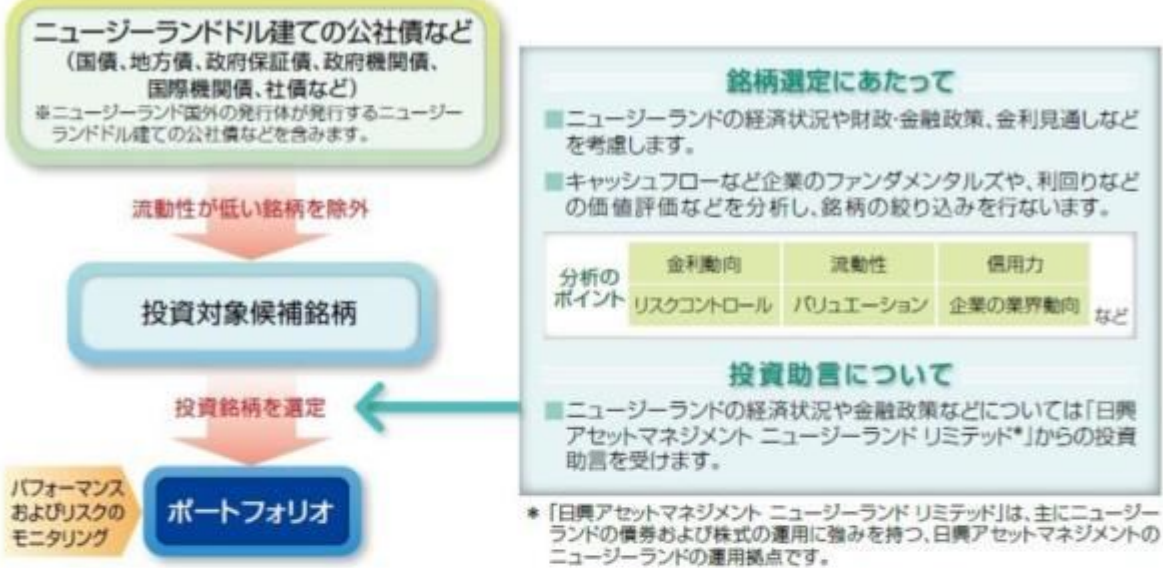 ニュージーランドドル建ての公社債など
(国債、地方債、政府保証債、政府機関債、
国際機関債、社債など)
※ニュージーランド国外の発行体が発行するニュージー
ランドドル建ての公社債などを含みます。
流動性が低い銘柄を除外
投資対象候補銘柄
投資銘柄を選定
パフォーマンス
およびリスクの
モニタリング
ポートフォリオ
銘柄選定にあたって
■ニュージーランドの経済状況や財政・金融政策、金利見通しなど
を考慮します。
■キャッシュフローなど企業のファンダメンタルズや、利回りなど
の価値評価などを分析し、銘柄の絞り込みを行ないます。
分析の
ポイント
金利動向 流動性 信用力
リスクコントロール バリュエーション 企業の業界動向
など
投資助言について
■ニュージーランドの経済状況や金融政策などについては「日興
アセットマネジメント ニュージーランド リミテッド*」からの投資
助言を受けます。
* 「日興アセットマネジメント ニュージーランド リミテッド」は、主にニュージー
ランドの債券および株式の運用に強みを持つ、日興アセットマネジメントの
ニュージーランドの運用拠点です。